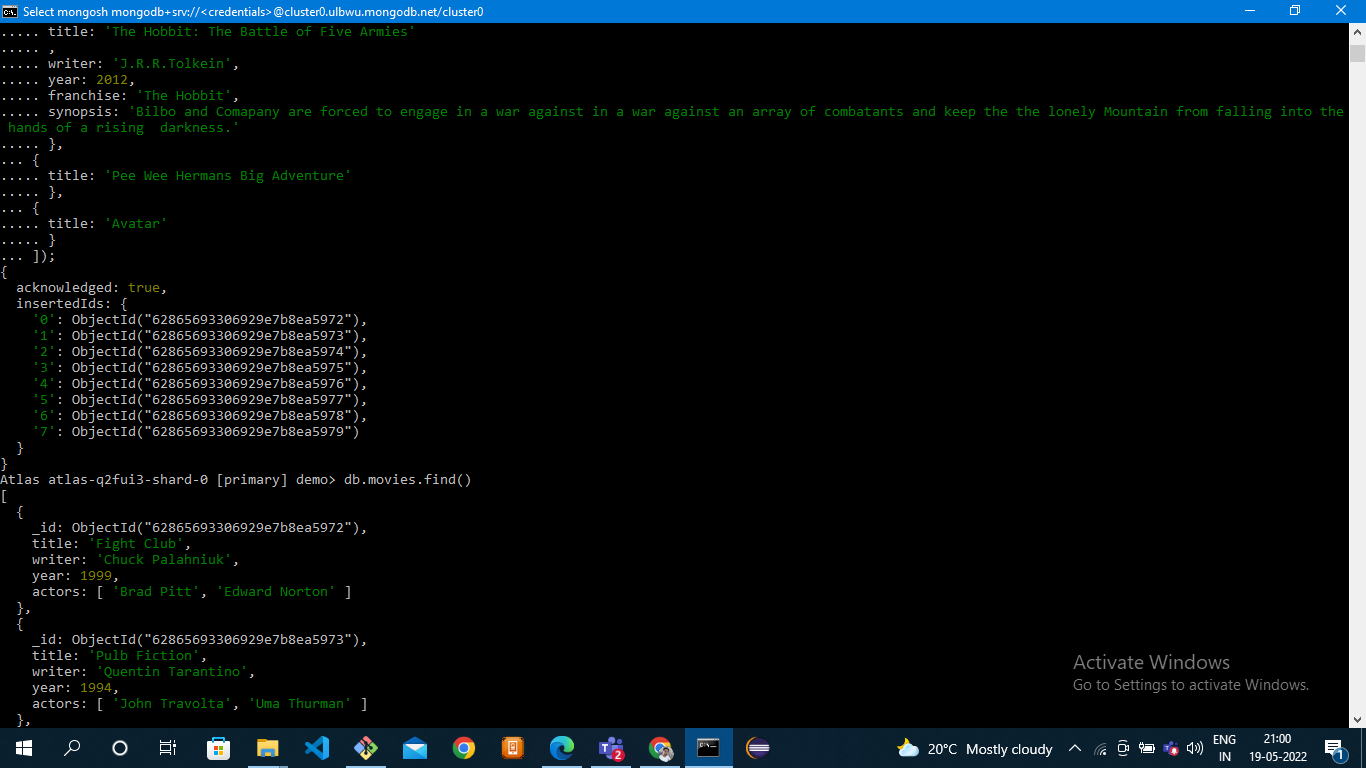 Select mongosh mongodb+srv://<credentials>@cluster0.ulbwu.mongodb.net/cluster0
..... title: 'The Hobbit: The Battle of Five Armies'
..... ,
..... writer: 'J.R.R.Tolkein',
..... year: 2012,
..... franchise: 'The Hobbit',
..... synopsis: 'Bilbo and Comapany are forced to engage in a war against in a war against an array of combatants and keep the the lonely Mountain from falling into the
hands of a rising  darkness.'
..... },
... {
..... title: 'Pee Wee Hermans Big Adventure'
..... },
... {
..... title: 'Avatar'
..... }
... ]);
{
  acknowledged: true,
  insertedIds: {
    '0': ObjectId("62865693306929e7b8ea5972"),
    '1': ObjectId("62865693306929e7b8ea5973"),
    '2': ObjectId("62865693306929e7b8ea5974"),
    '3': ObjectId("62865693306929e7b8ea5975"),
    '4': ObjectId("62865693306929e7b8ea5976"),
    '5': ObjectId("62865693306929e7b8ea5977"),
    '6': ObjectId("62865693306929e7b8ea5978"),
    '7': ObjectId("62865693306929e7b8ea5979")
  }
}
Atlas atlas-q2fui3-shard-0 [primary] demo> db.movies.find()
[
  {
    _id: ObjectId("62865693306929e7b8ea5972"),
    title: 'Fight Club',
    writer: 'Chuck Palahniuk',
    year: 1999,
    actors: [ 'Brad Pitt', 'Edward Norton' ]
  },
  {
    _id: ObjectId("62865693306929e7b8ea5973"),
    title: 'Pulb Fiction',
    writer: 'Quentin Tarantino',
    year: 1994,
    actors: [ 'John Travolta', 'Uma Thurman' ]
  },
Activate Windows
Go to Settings to activate Windows.
2
20°C Mostly cloudy
ENG
IN
21:00
19-05-2022
1